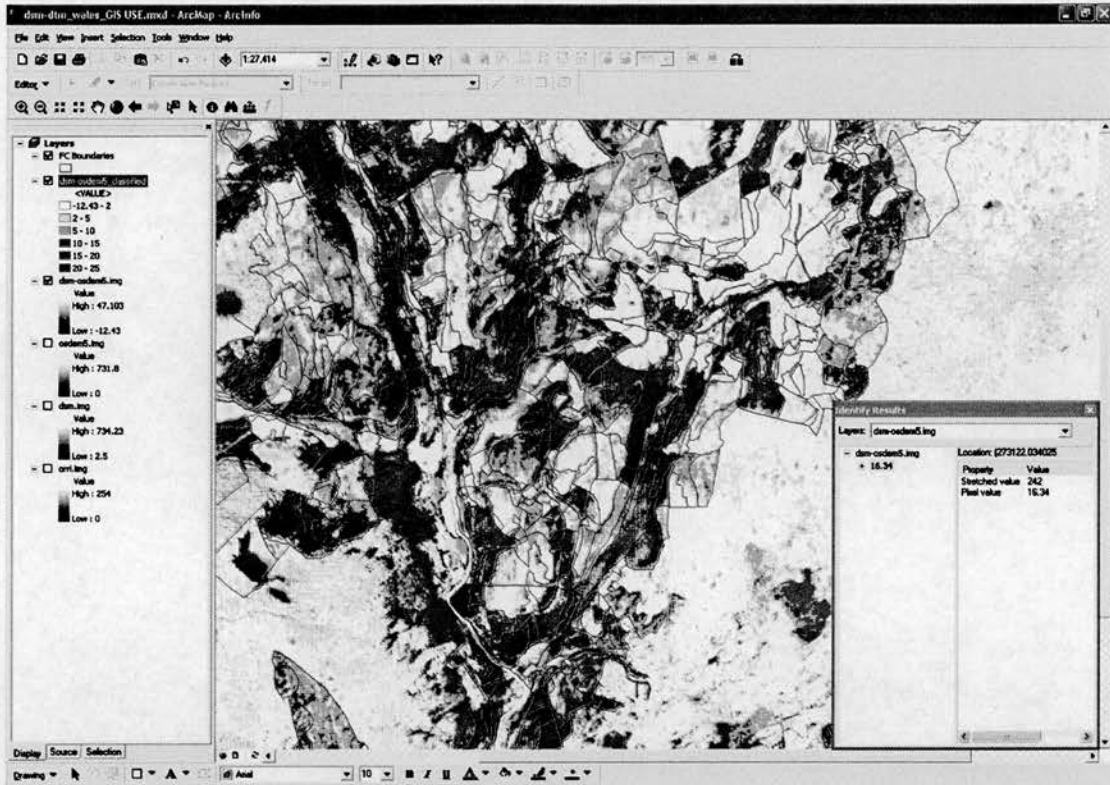 dsm-dtm_wales_GIS USE.mxd - ArcMap - ArcInfo
File Edit View Insert Selection Tools Window Help
1:27,414
Editor
Layers
FC Boundaries
dsm-osdem5_classified
<VALUE>
-12.43 - 2
2 - 5
5 - 10
10 - 15
15 - 20
20 - 25
dsm-osdem5.img
Value
High : 47.103
Low : -12.43
osdem5.img
Value
High : 731.8
Low : 0
dsm.img
Value
High : 734.23
Low : 2.5
orri.img
Value
High : 254
Low : 0
Identify Results
Layers: dsm-osdem5.img
dsm-osdem5.img
16.34
Location: (273122.034025
Property Value
Stretched value 242
Pixel value 16.34
Display Source Selection
Drawing A Arial 10 B I U A